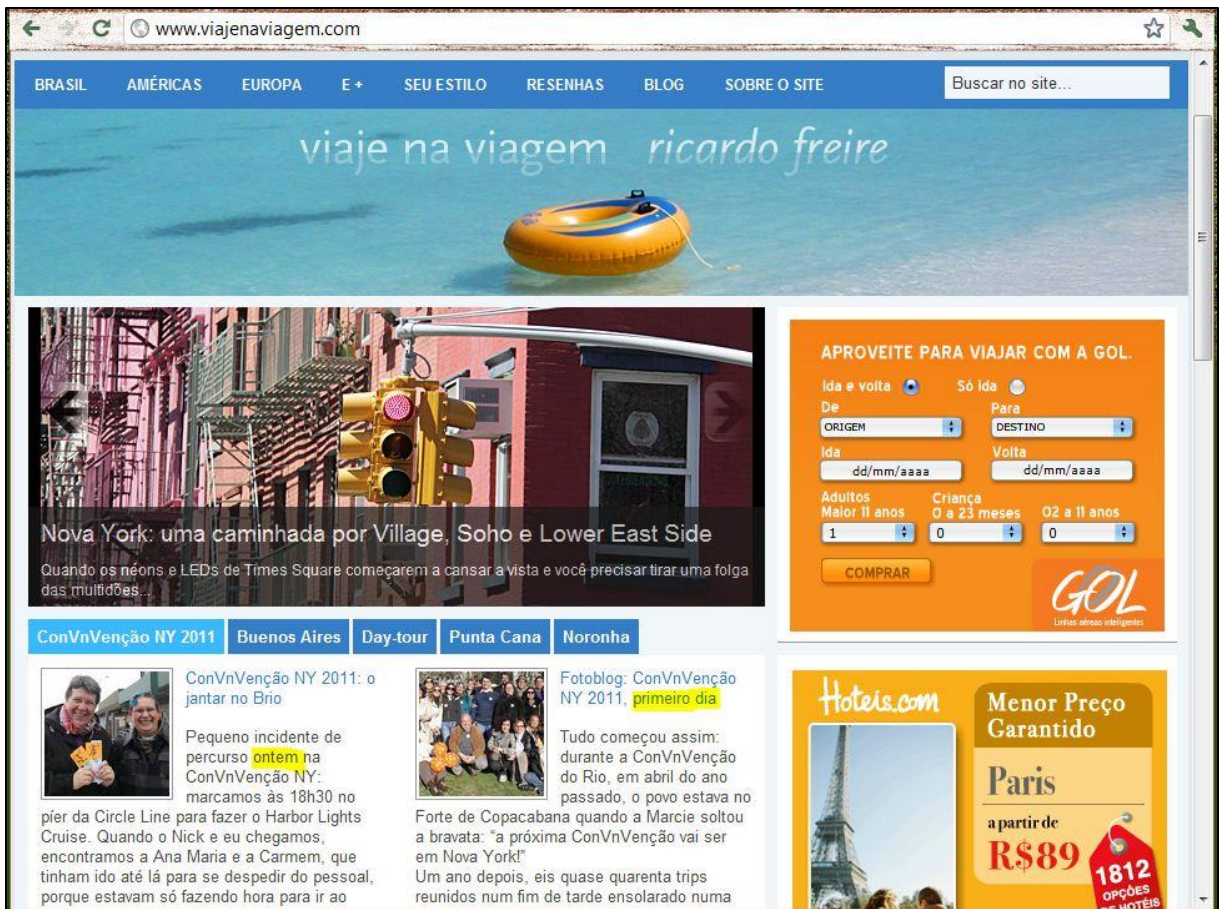 www.viajenaviagem.com
BRASIL AMÉRICAS EUROPA E + SEU ESTILO RESENHAS BLOG SOBRE O SITE Buscar no site...
viaje na viagem ricardo freire
Nova York: uma caminhada por Village, Soho e Lower East Side
Quando os néons e LEDs de Times Square começarem a cansar a vista e você precisar tirar uma folga
das multidões...
APROVEITE PARA VIAJAR COM A GOL.
Ida e volta Só ida
De Para
ORIGEM DESTINO
Ida Volta
dd/mm/aaaa dd/mm/aaaa
Adultos Criança
Maior 11 anos 0 a 23 meses 02 a 11 anos
1 0 0
COMPRAR
GOL
Linhas aéreas inteligentes
ConVnVenção NY 2011 Buenos Aires Day-tour Punta Cana Noronha
ConVnVenção NY 2011: o
jantar no Brio
Pequeno incidente de
percurso ontem na
ConVnVenção NY:
marcamos às 18h30 no
píer da Circle Line para fazer o Harbor Lights
Cruise. Quando o Nick e eu chegamos,
encontramos a Ana Maria e a Carmem, que
tinham ido até lá para se despedir do pessoal,
porque estavam só fazendo hora para ir ao
Fotoblog: ConVnVenção
NY 2011, primeiro dia
Tudo começou assim:
durante a ConVnVenção
do Rio, em abril do ano
passado, o povo estava no
Forte de Copacabana quando a Marcie soltou
a bravata: “a próxima ConVnVenção vai ser
em Nova York!”
Um ano depois, eis quase quarenta trips
reunidos num fim de tarde ensolarado numa
Hoteis.com
Menor Preço
Garantido
Paris
a partir de
R$89
1812
OPÇÕES
DE HOTÉIS